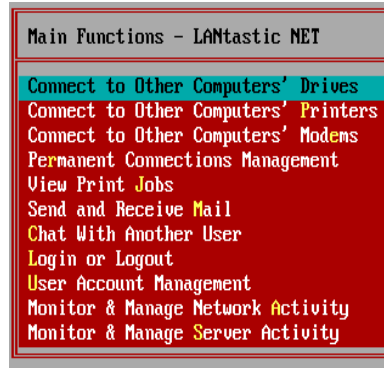 Main Functions - LANtastic NET
Connect to Other Computers' Drives
Connect to Other Computers' Printers
Connect to Other Computers' Modems
Permanent Connections Management
View Print Jobs
Send and Receive Mail
Chat With Another User
Login or Logout
User Account Management
Monitor & Manage Network Activity
Monitor & Manage Server Activity